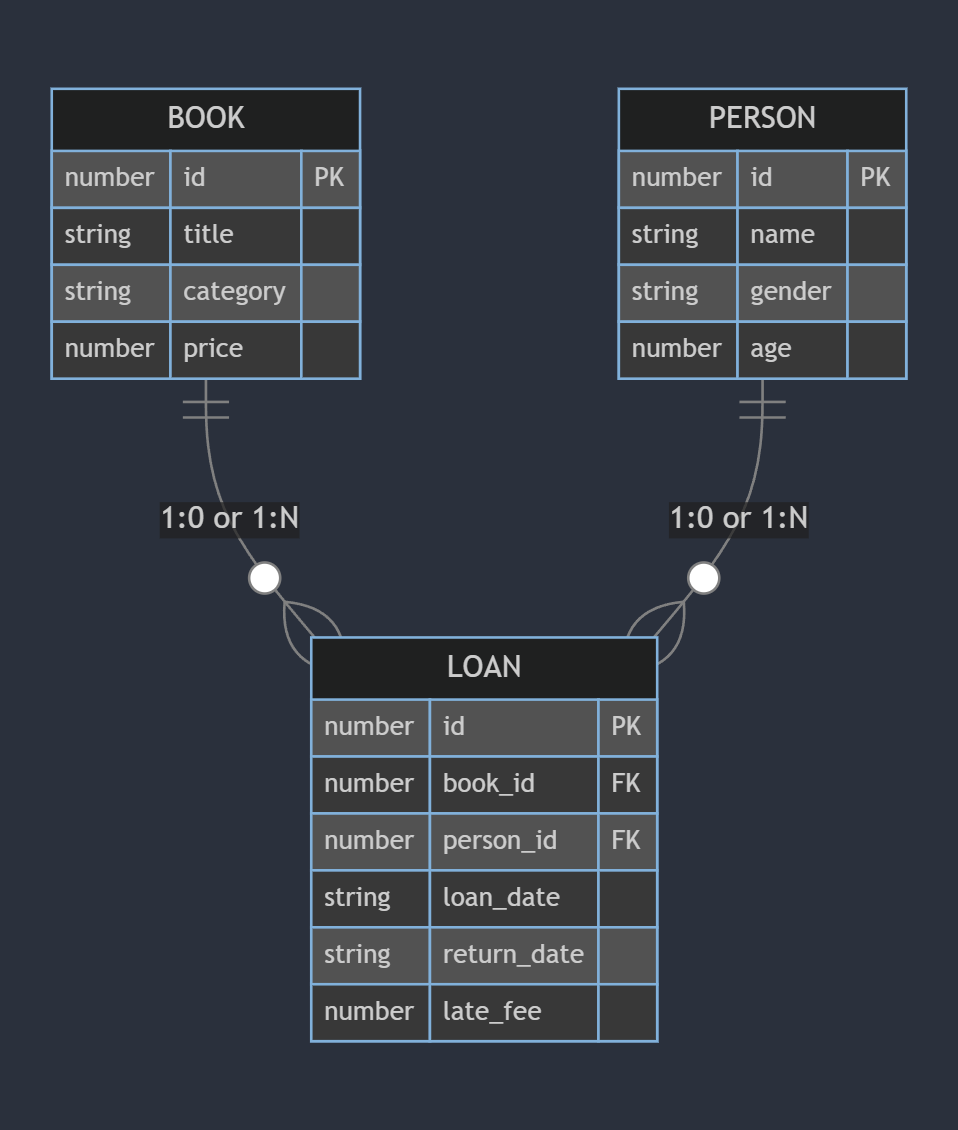 BOOK
number id PK
string title
string category
number price
PERSON
number id PK
string name
string gender
number age
1:0 or 1:N
1:0 or 1:N
LOAN
number id PK
number book_id FK
number person_id FK
string loan_date
string return_date
number late_fee